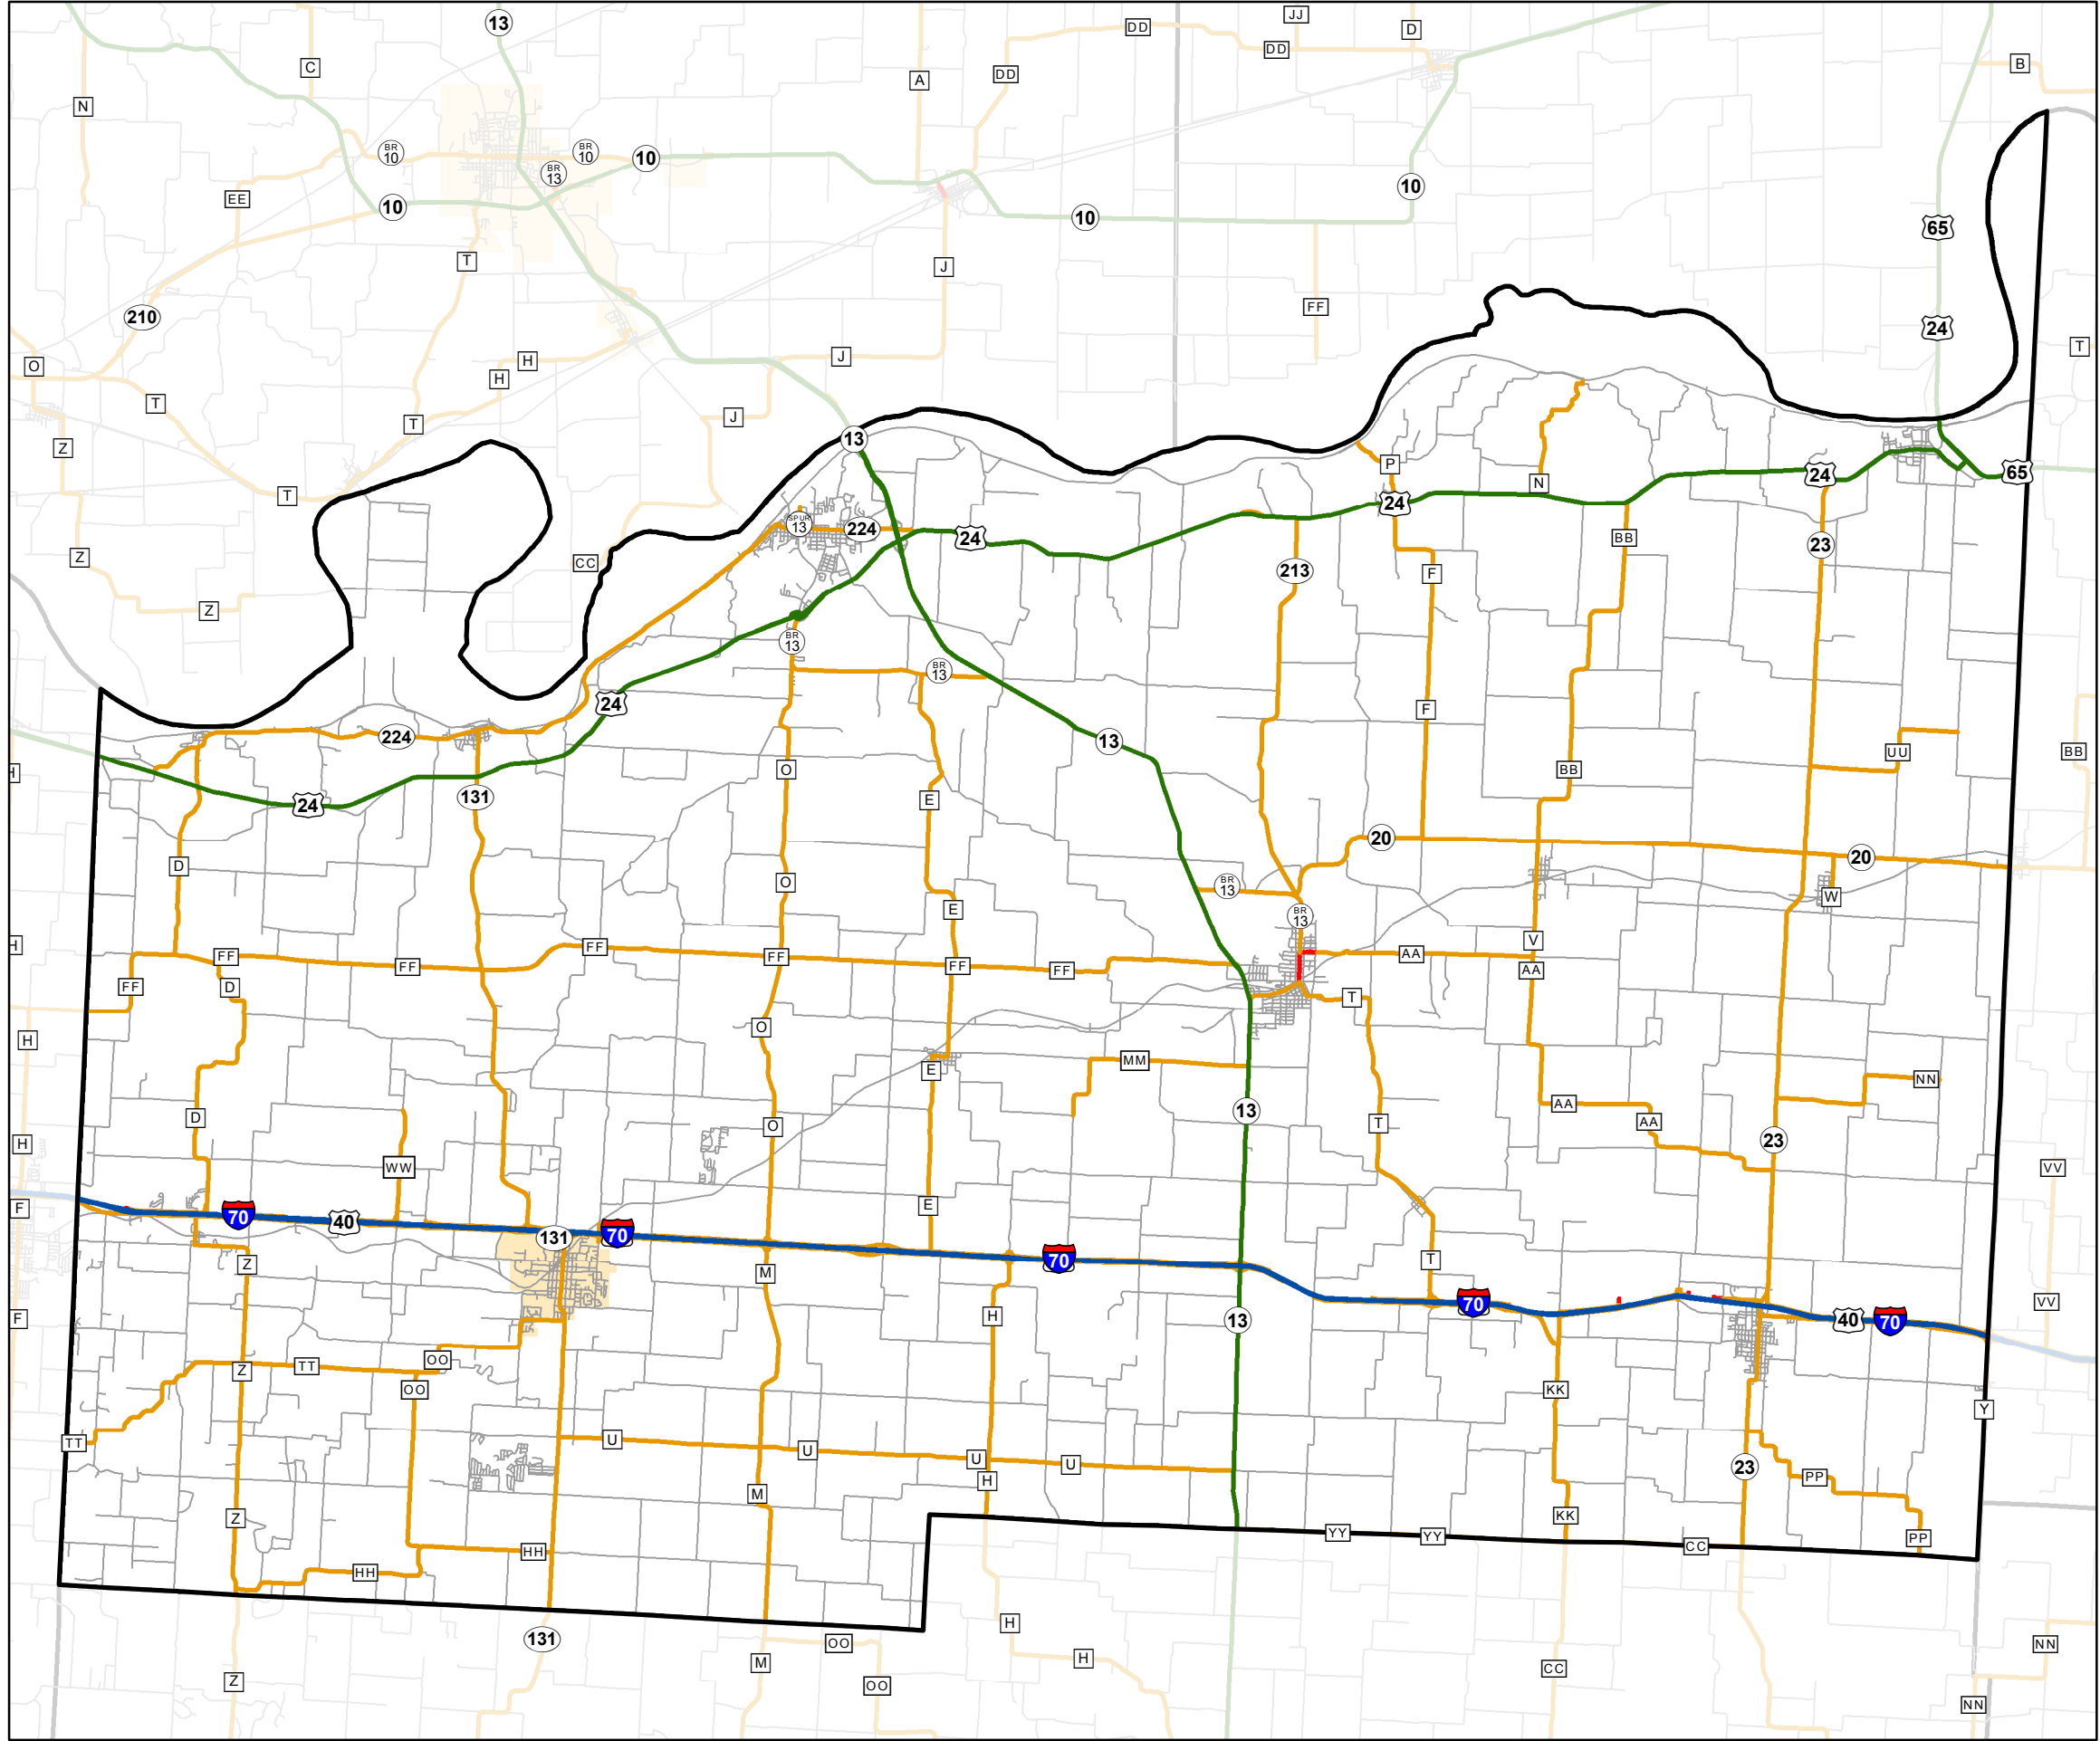 13
JJ
DD
D
DD
B
C
A
DD
N
BR
10
BR
10
10
BR
13
10
EE
10
10
65
T
J
FF
210
24
T
O
H
J
H
T
J
T
13
Z
P
24
65
N
T
SPUR
13
224
24
24
BB
23
Z
CC
213
F
Z
BR
13
BR
13
24
F
224
13
UU
BB
H
O
BB
131
E
24
20
20
D
O
BR
13
W
E
BR
13
V
H
FF
FF
FF
FF
FF
FF
AA
AA
FF
D
T
H
O
MM
E
NN
D
13
AA
O
T
AA
23
H
WW
VV
E
F
70
40
131
70
70
T
Z
M
70
VV
H
13
40
70
F
OO
TT
Z
OO
KK
Y
TT
U
U
U
U
H
23
PP
M
Z
KK
YY
YY
CC
PP
HH
HH
H
131
OO
H
NN
M
CC
Z
OO
NN